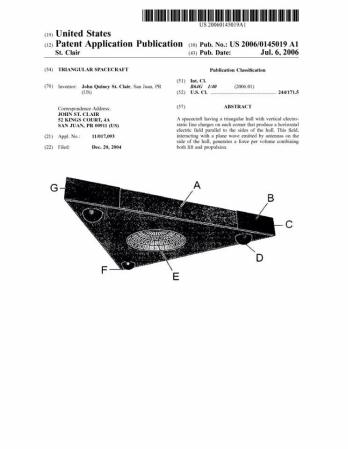 US 20060145019A1
(19) United States
(12) Patent Application Publication (10) Pub. No.: US 2006/0145019 A1
St. Clair (43) Pub. Date: Jul. 6, 2006
(54) TRIANGULAR SPACECRAFT
(76) Inventor: John Quincy St. Clair, San Juan, PR
(US)
Correspondence Address:
JOHN ST. CLAIR
52 KINGS COURT, 4A
SAN JUAN, PR 00911 (US)
(21) Appl. No.: 11/017,093
(22) Filed: Dec. 20, 2004
Publication Classification
(51) Int. Cl.
B64G 1/40 (2006.01)
(52) U.S. Cl. 244/171.5
(57) ABSTRACT
A spacecraft having a triangular hull with vertical electro-
static line charges on each corner that produce a horizontal
electric field parallel to the sides of the hull. This field,
interacting with a plane wave emitted by antennas on the
side of the hull, generates a force per volume combining
both lift and propulsion.
A
G
B
C
D
F
E